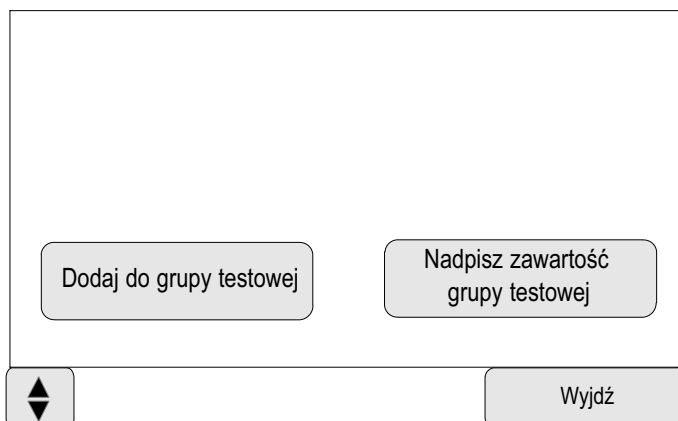 Dodaj do grupy testowej
Nadpisz zawartość
grupy testowej
Wyjdź